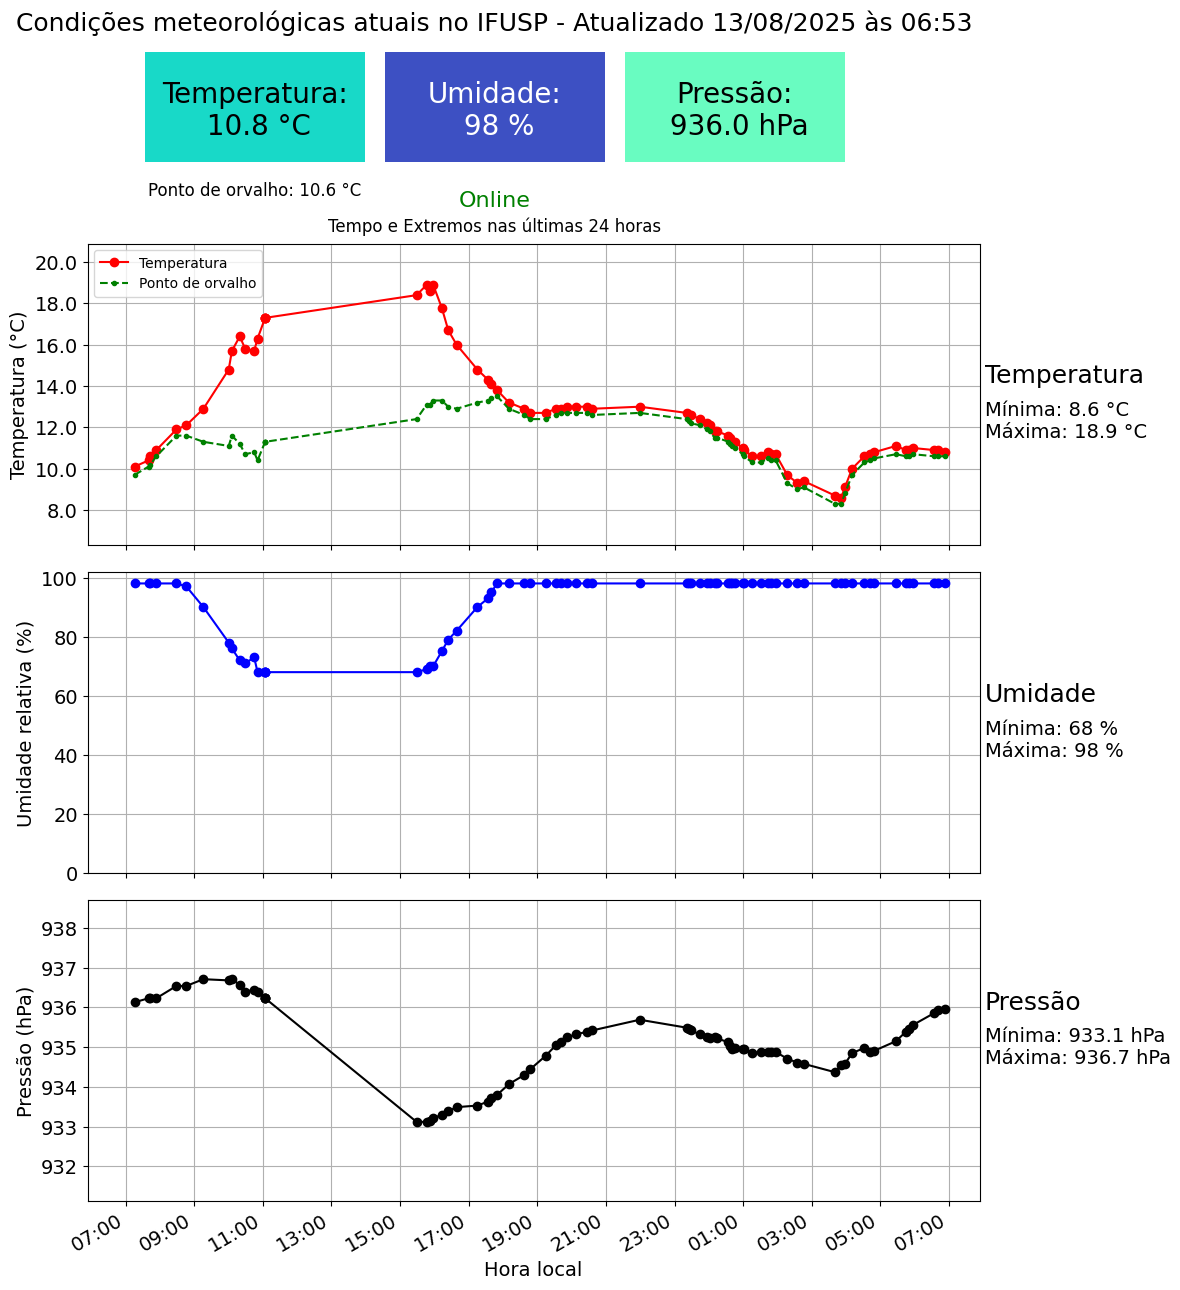 Condições meteorológicas atuais no IFUSP - Atualizado 13/08/2025 às 06:53
Temperatura:
10.8 °C
Umidade:
98 %
Pressão:
936.0 hPa
Ponto de orvalho: 10.6 °C
Online
Tempo e Extremos nas últimas 24 horas
Temperatura
Ponto de orvalho
Temperatura (°C)
20.0
18.0
16.0
14.0
12.0
10.0
8.0
Temperatura
Mínima: 8.6 °C
Máxima: 18.9 °C
Umidade relativa (%)
100
80
60
40
20
0
Umidade
Mínima: 68 %
Máxima: 98 %
Pressão (hPa)
938
937
936
935
934
933
932
Pressão
Mínima: 933.1 hPa
Máxima: 936.7 hPa
07:00
09:00
11:00
13:00
15:00
17:00
19:00
21:00
23:00
01:00
03:00
05:00
07:00
Hora local